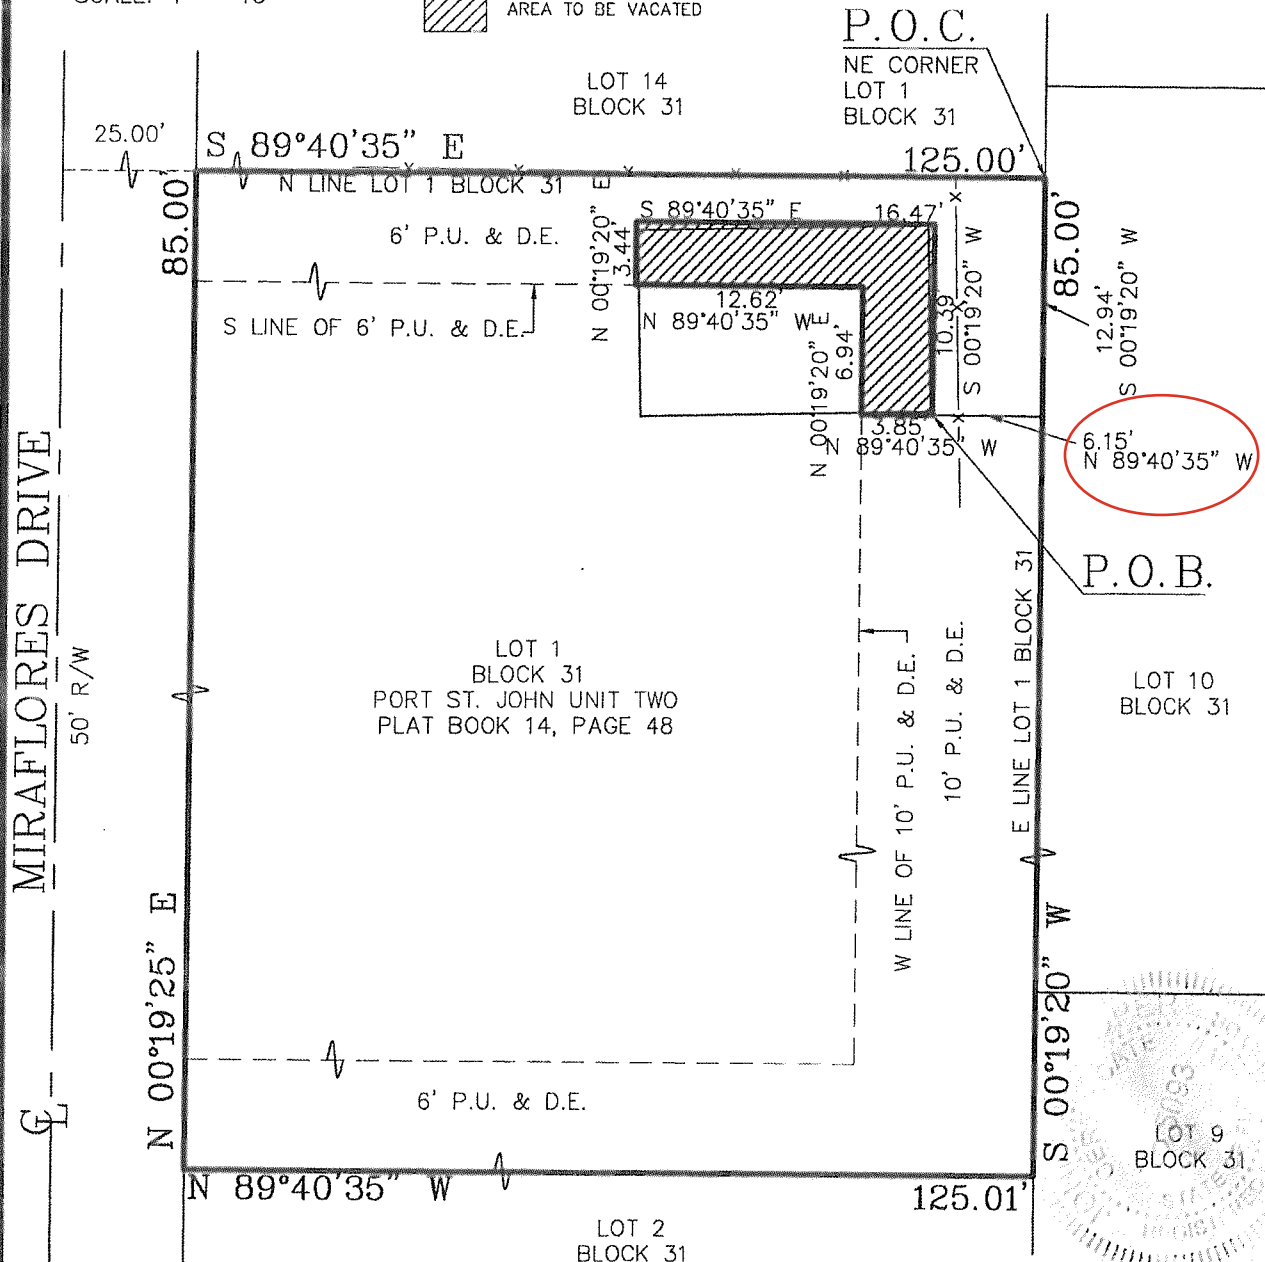 AREA TO BE VACATED
P.O.C.
NE CORNER
LOT 1
BLOCK 31
LOT 14
BLOCK 31
25.00'
S 89°40'35" E
125.00'
N LINE LOT 1 BLOCK 31
85.00'
6' P.U. & D.E.
N 00°19'20" E
3.44'
S 89°40'35" E
16.47'
S LINE OF 6' P.U. & D.E.
12.62'
N 89°40'35" W
N 00°19'20" E
6.94'
10.39
S 00°19'20" W
85.00'
12.94'
S 00°19'20" W
3.85'
N 89°40'35" W
6.15'
N 89°40'35" W
P.O.B.
MIRAFLORES DRIVE
50' R/W
LOT 1
BLOCK 31
PORT ST. JOHN UNIT TWO
PLAT BOOK 14, PAGE 48
W LINE OF 10' P.U. & D.E.
10' P.U. & D.E.
E LINE LOT 1 BLOCK 31
LOT 10
BLOCK 31
N 00°19'25" E
S 00°19'20" W
6' P.U. & D.E.
CL
LOT 9
BLOCK 31
N 89°40'35" W
125.01'
LOT 2
BLOCK 31